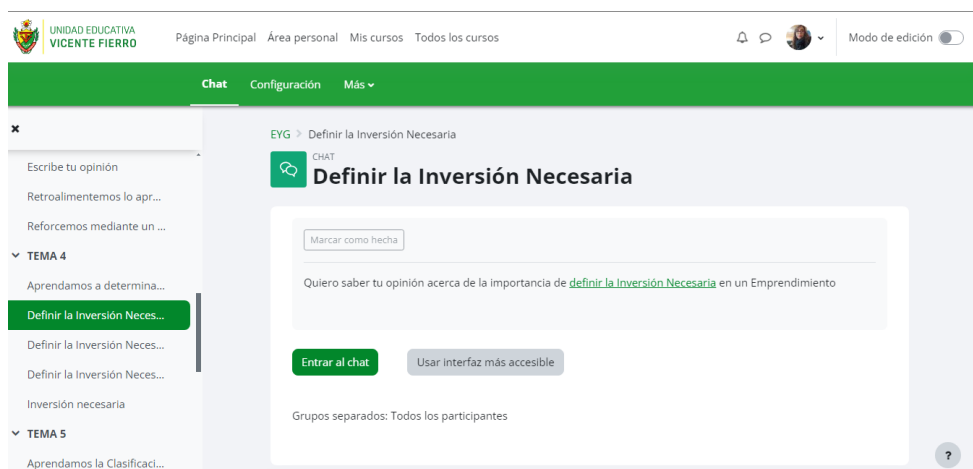 UNIDAD EDUCATIVA
VICENTE FIERRO
Página Principal Área personal Mis cursos Todos los cursos
Modo de edición
Chat Configuración Más
Escribe tu opinión
Retroalimentemos lo apr...
Reforcemos mediante un ...
TEMA 4
Aprendamos a determina...
Definir la Inversión Neces...
Definir la Inversión Neces...
Definir la Inversión Neces...
Inversión necesaria
TEMA 5
Aprendamos la Clasificaci...
EYG > Definir la Inversión Necesaria
CHAT
Definir la Inversión Necesaria
Marcar como hecha
Quiero saber tu opinión acerca de la importancia de definir la Inversión Necesaria en un Emprendimiento
Entrar al chat Usar interfaz más accesible
Grupos separados: Todos los participantes
?